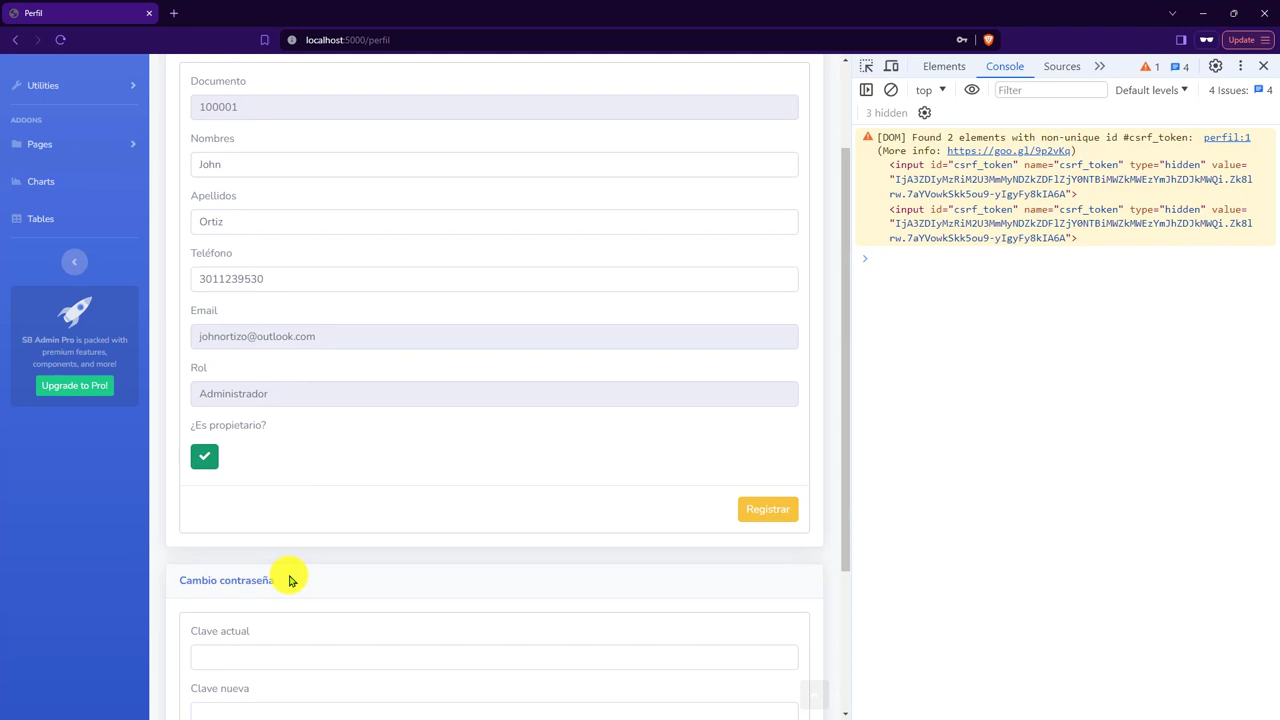 Perfil
localhost:5000/perfil
Update
Utilities
ADDONS
Pages
Charts
Tables
SB Admin Pro is packed with
premium features,
components, and more!
Upgrade to Pro!
Documento
100001
Nombres
John
Apellidos
Ortiz
Teléfono
3011239530
Email
johnortizo@outlook.com
Rol
Administrador
¿Es propietario?
Registrar
Cambio contraseña
Clave actual
Clave nueva
Elements
Console
Sources
1
4
top
Filter
Default levels
4 Issues:
4
3 hidden
[DOM] Found 2 elements with non-unique id #csrf_token: perfil:1
(More info: https://goo.gl/9p2vKq)
<input id="csrf_token" name="csrf_token" type="hidden" value=
"IjA3ZDIyMzRiM2U3MmMyNDZkZDFlZjY0NTBiMWZkMWEzYmJhZDJkMWQi.Zk8l
rw.7aYVowkSkk5ou9-yIgyFy8kIA6A">
<input id="csrf_token" name="csrf_token" type="hidden" value=
"IjA3ZDIyMzRiM2U3MmMyNDZkZDFlZjY0NTBiMWZkMWEzYmJhZDJkMWQi.Zk8l
rw.7aYVowkSkk5ou9-yIgyFy8kIA6A">